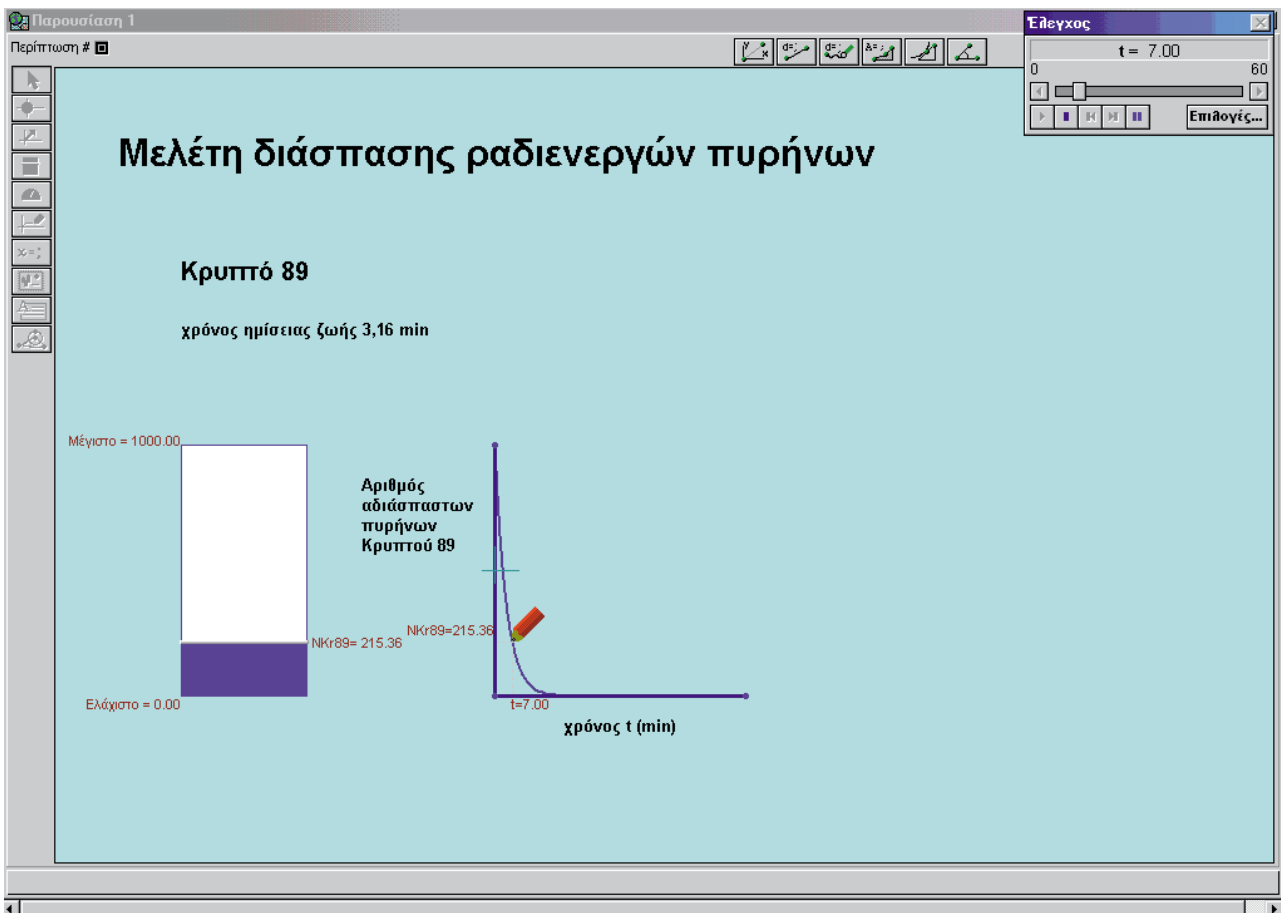 Παρουσίαση 1
Έλεγχος
Περίπτωση #
t = 7.00
0 60
Επιλογές...
Μελέτη διάσπασης ραδιενεργών πυρήνων
Κρυπτό 89
χρόνος ημίσειας ζωής 3,16 min
Μέγιστο = 1000.00
Αριθμός
αδιάσπαστων
πυρήνων
Κρυπτού 89
NKr89= 215.36
NKr89=215.36
Ελάχιστο = 0.00
t=7.00
χρόνος t (min)